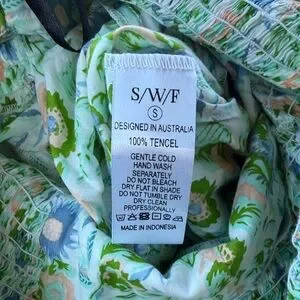 S/W/F
S
DESIGNED IN AUSTRALIA
100% TENCEL
GENTLE COLD
HAND WASH
SEPARATELY
DO NOT BLEACH
DRY FLAT IN SHADE
DO NOT TUMBLE DRY
DRY CLEAN
PROFESSIONALLY
MADE IN INDONESIA